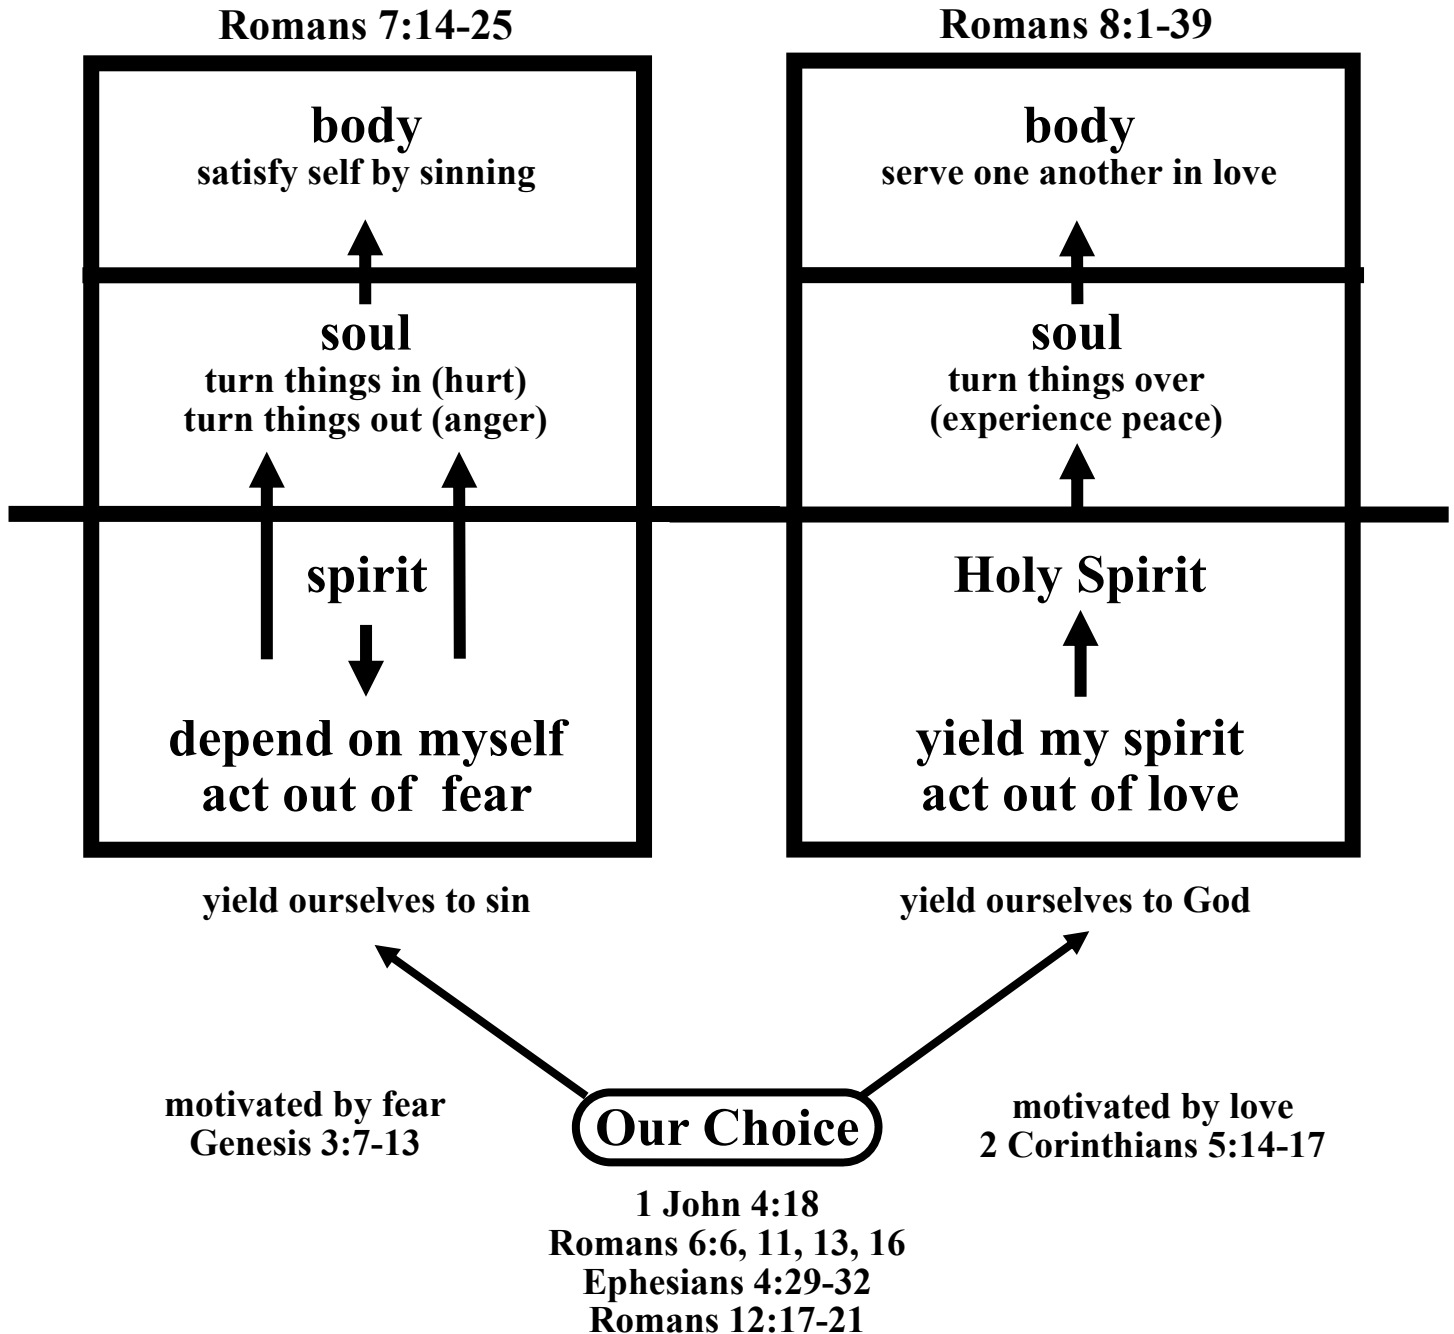 Romans 7:14-25
body
satisfy self by sinning
soul
turn things in (hurt)
turn things out (anger)
spirit
depend on myself
act out of fear
yield ourselves to sin
motivated by fear
Genesis 3:7-13
Romans 8:1-39
body
serve one another in love
soul
turn things over
(experience peace)
Holy Spirit
yield my spirit
act out of love
yield ourselves to God
motivated by love
2 Corinthians 5:14-17
Our Choice
1 John 4:18
Romans 6:6, 11, 13, 16
Ephesians 4:29-32
Romans 12:17-21